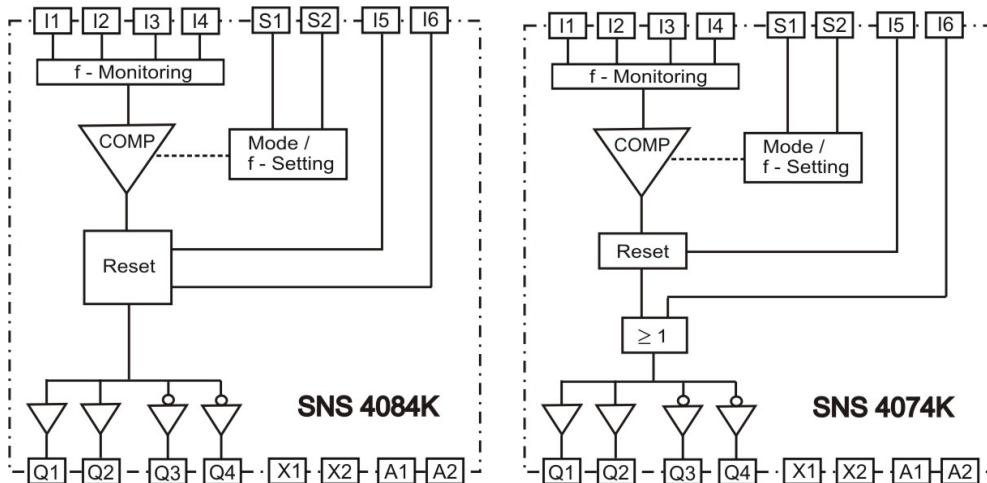 I1 I2 I3 I4 S1 S2 I5 I6
f - Monitoring
COMP
Mode /
f - Setting
Reset
SNS 4084K
Q1 Q2 Q3 Q4 X1 X2 A1 A2
I1 I2 I3 I4 S1 S2 I5 I6
f - Monitoring
COMP
Mode /
f - Setting
Reset
≥ 1
SNS 4074K
Q1 Q2 Q3 Q4 X1 X2 A1 A2